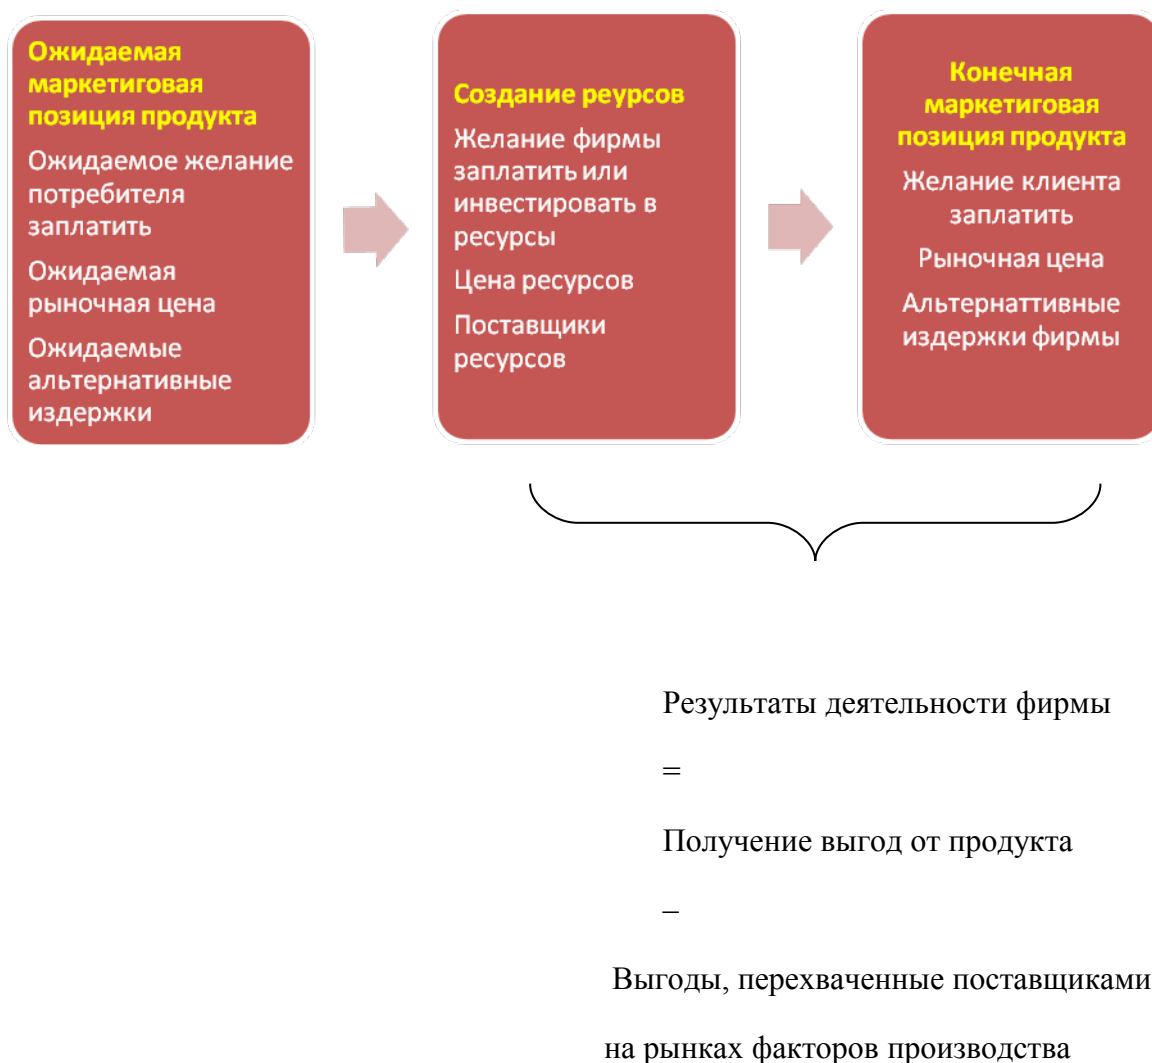 Ожидаемая
маркетиговая
позиция продукта
Ожидаемое желание
потребителя
заплатить
Ожидаемая
рыночная цена
Ожидаемые
альтернативные
издержки
Создание реурсов
Желание фирмы
заплатить или
инвестировать в
ресурсы
Цена ресурсов
Поставщики
ресурсов
Конечная
маркетиговая
позиция продукта
Желание клиента
заплатить
Рыночная цена
Альтернаттивные
издержки фирмы
Результаты деятельности фирмы
=
Получение выгод от продукта
–
Выгоды, перехваченные поставщиками
на рынках факторов производства